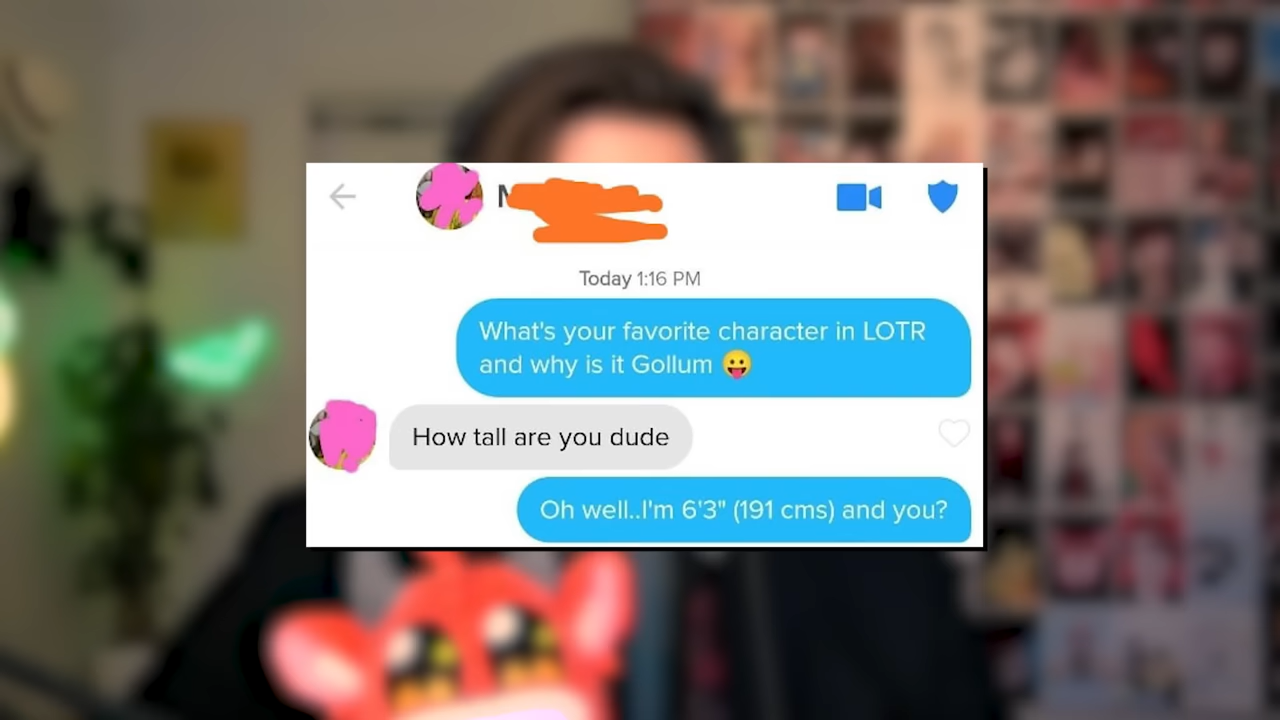 N
Today 1:16 PM
What's your favorite character in LOTR
and why is it Gollum 😛
How tall are you dude
Oh well..I'm 6'3" (191 cms) and you?